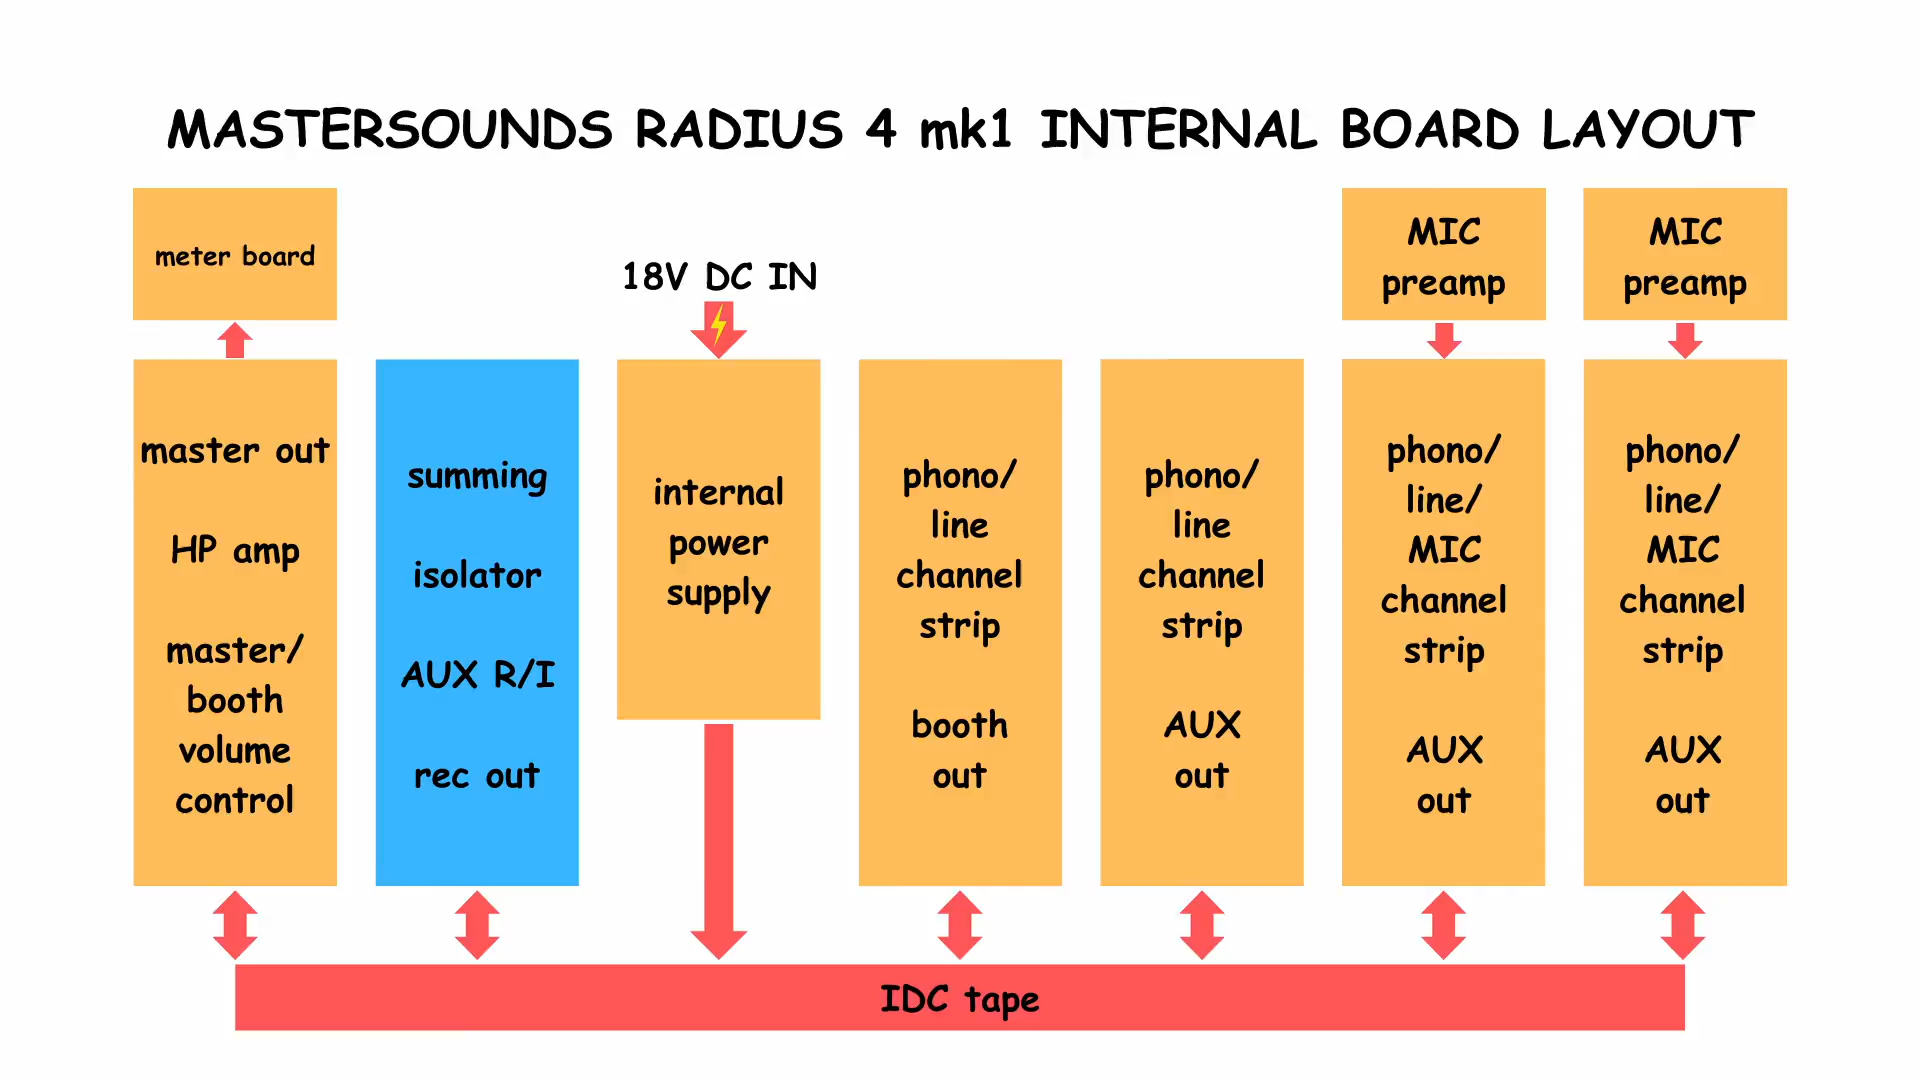 MASTERSOUNDS RADIUS 4 mk1 INTERNAL BOARD LAYOUT
meter board
18V DC IN
MIC
preamp
MIC
preamp
master out
HP amp
master/
booth
volume
control
summing
isolator
AUX R/I
rec out
internal
power
supply
phono/
line
channel
strip
booth
out
phono/
line
channel
strip
AUX
out
phono/
line/
MIC
channel
strip
AUX
out
phono/
line/
MIC
channel
strip
AUX
out
IDC tape